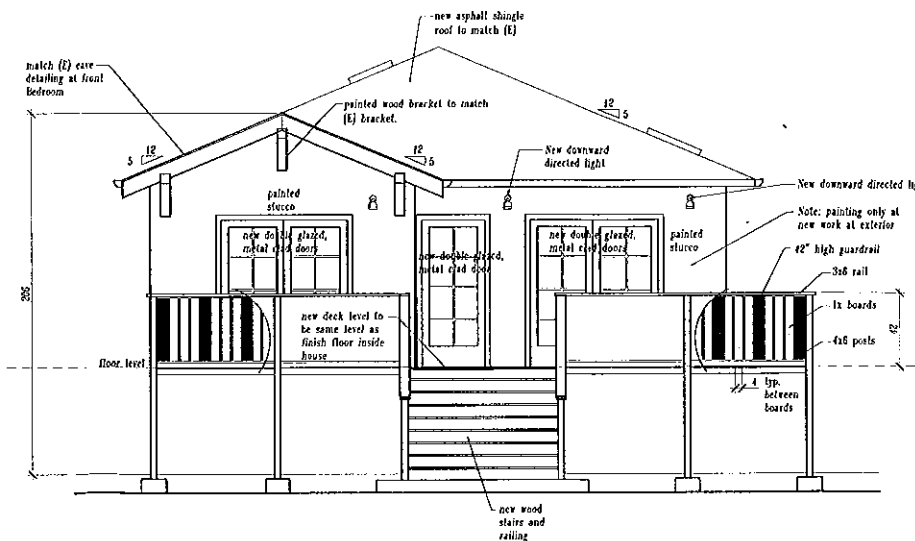 new asphalt shingle
roof to match (E)
match (E) eave
detailing at front
Bedroom
painted wood bracket to match
(E) bracket.
12
5
12
5
12
5
New downward
directed light
New downward directed
painted
stucco
Note: painting only at
new work at exterior
new double glazed,
metal clad doors
new double glazed,
metal clad door
new double glazed,
metal clad doors
painted
stucco
42" high guardrail
3x6 rail
1x boards
4x6 posts
42
new deck level to
be same level as
finish floor inside
house
floor level
4 typ.
between
boards
new wood
stairs and
railing